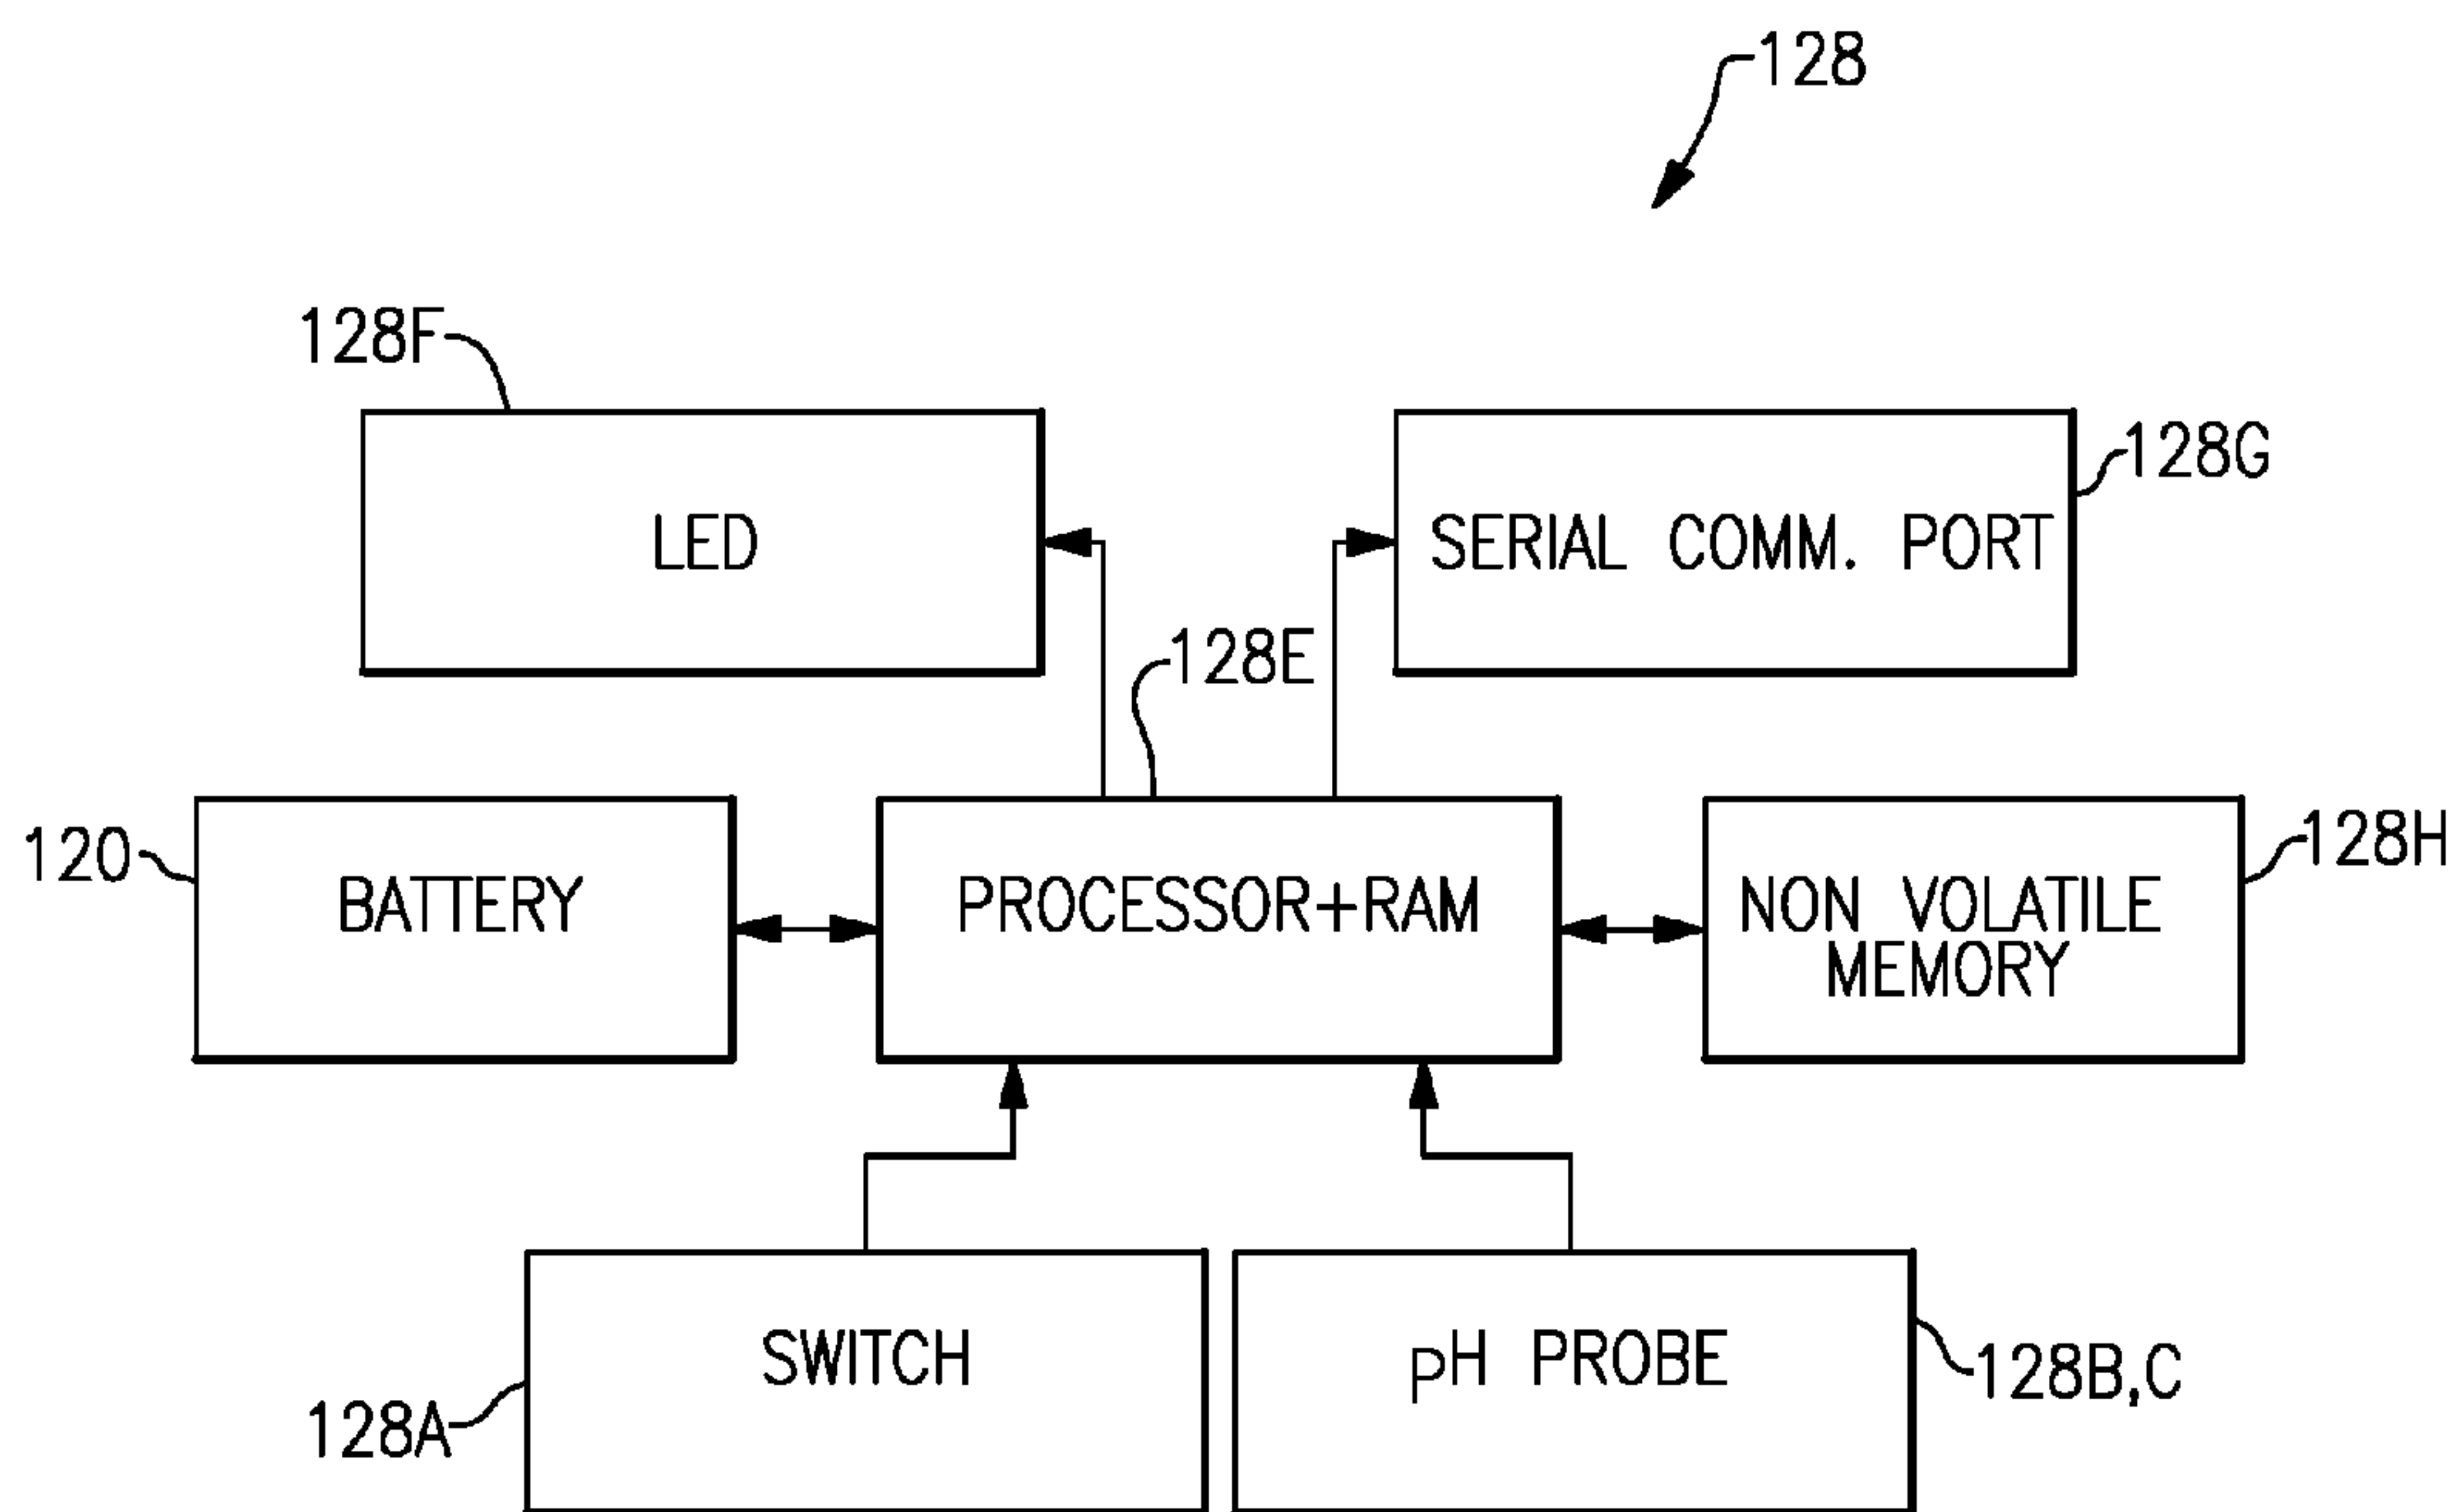 128
128F
LED
SERIAL COMM. PORT
128G
128E
120
BATTERY
PROCESSOR+RAM
NON VOLATILE
MEMORY
128H
SWITCH
128A
pH PROBE
128B,C